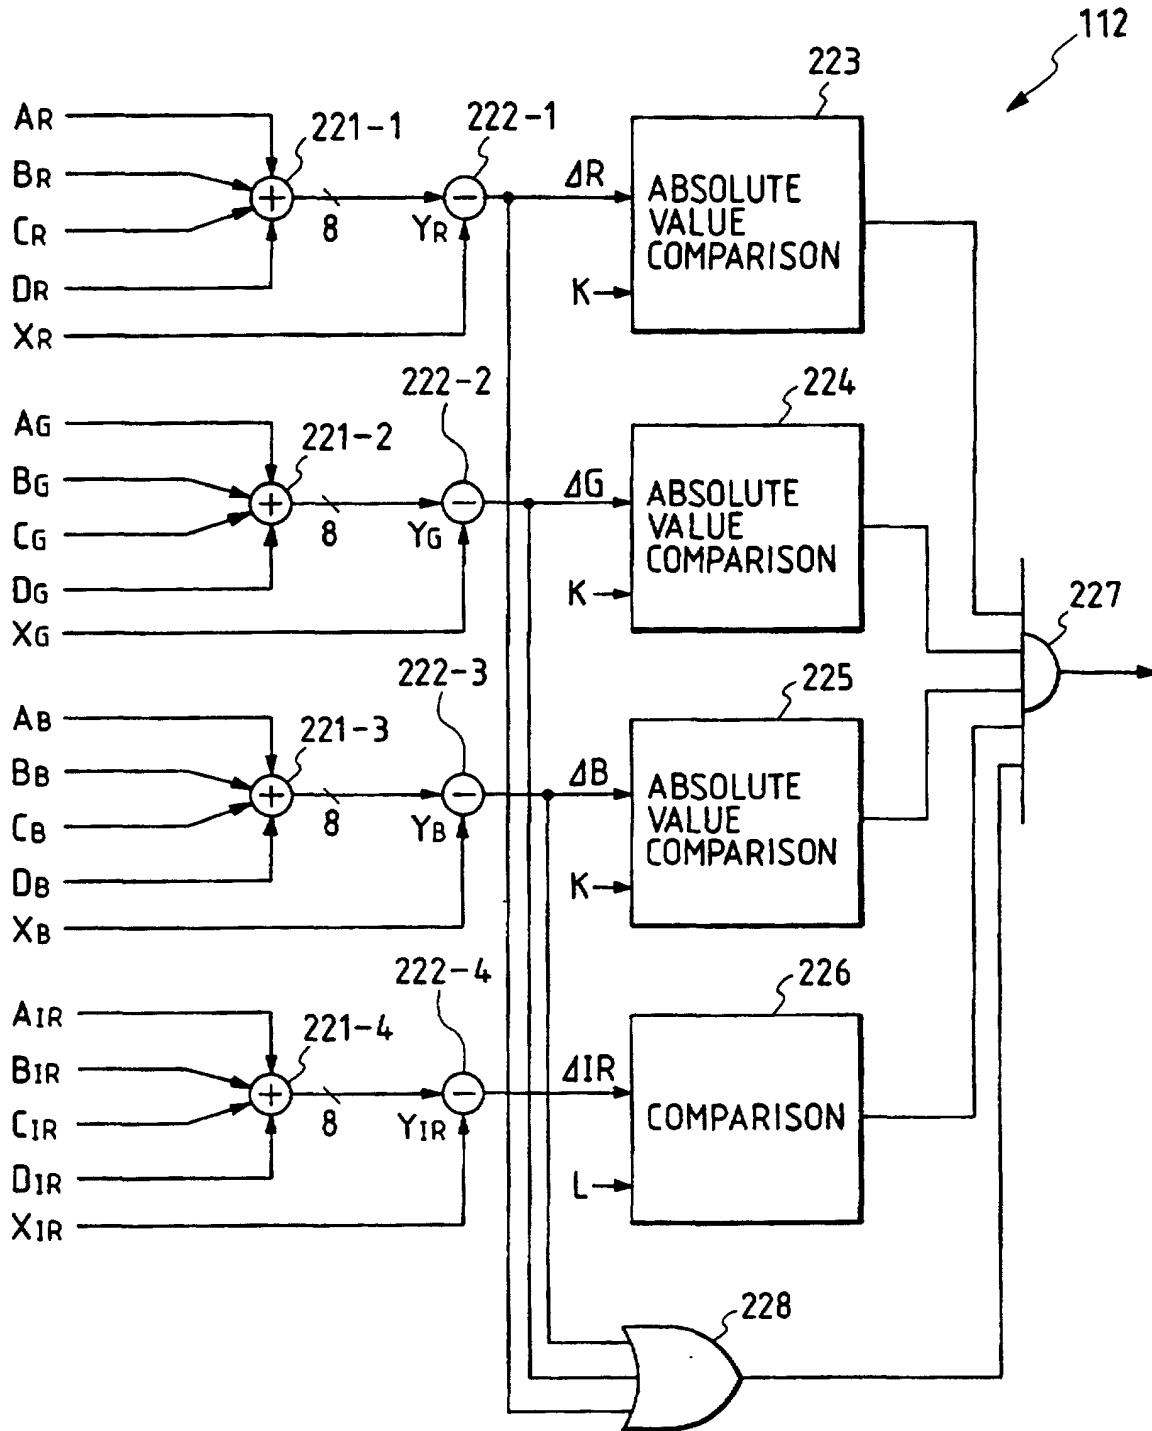 112
223
AR
221-1
222-1
BR
ΔR
ABSOLUTE
VALUE
COMPARISON
CR
8
YR
DR
K
XR
222-2
224
AG
221-2
BG
ΔG
ABSOLUTE
VALUE
COMPARISON
CG
8
YG
DG
K
XG
227
222-3
225
AB
221-3
BB
ΔB
ABSOLUTE
VALUE
COMPARISON
CB
8
YB
DB
K
XB
222-4
226
AIR
221-4
BIR
ΔIR
COMPARISON
CIR
8
YIR
DIR
L
XIR
228